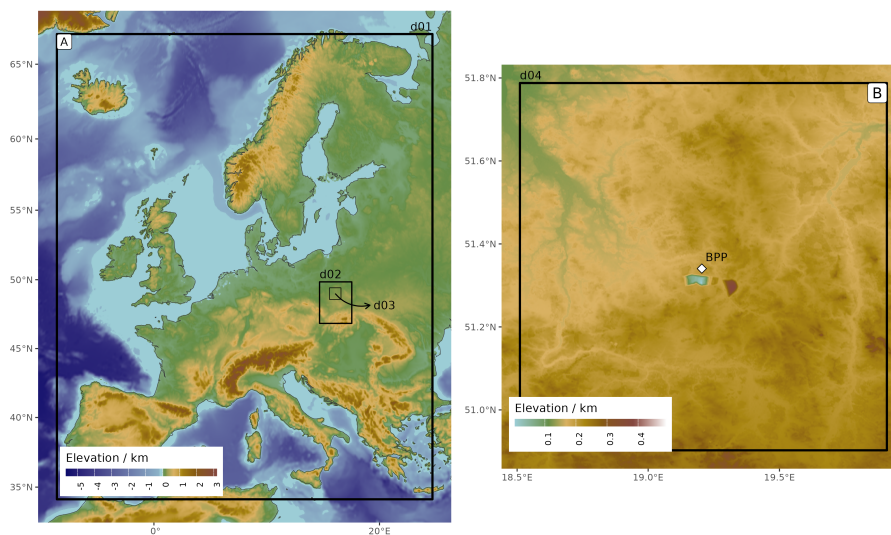 d01
A
65°N
60°N
55°N
50°N
45°N
40°N
35°N
d02
d03
Elevation / km
-5 -4 -3 -2 -1 0 1 2 3
0° 20°E
d04
B
51.8°N
51.6°N
51.4°N
51.2°N
51.0°N
BPP
Elevation / km
0.1 0.2 0.3 0.4
18.5°E 19.0°E 19.5°E